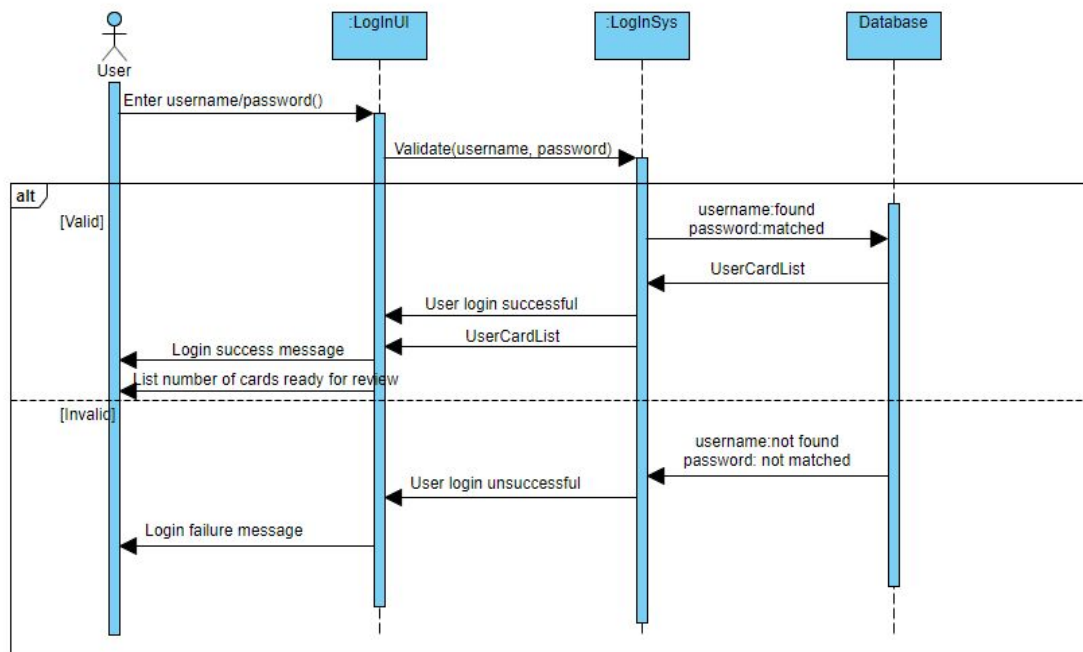 :LogInUI
:LogInSys
Database
User
Enter username/password()
Validate(username, password)
alt
[Valid]
username:found
password:matched
UserCardList
User login successful
UserCardList
Login success message
List number of cards ready for review
[Invalid]
username:not found
password: not matched
User login unsuccessful
Login failure message